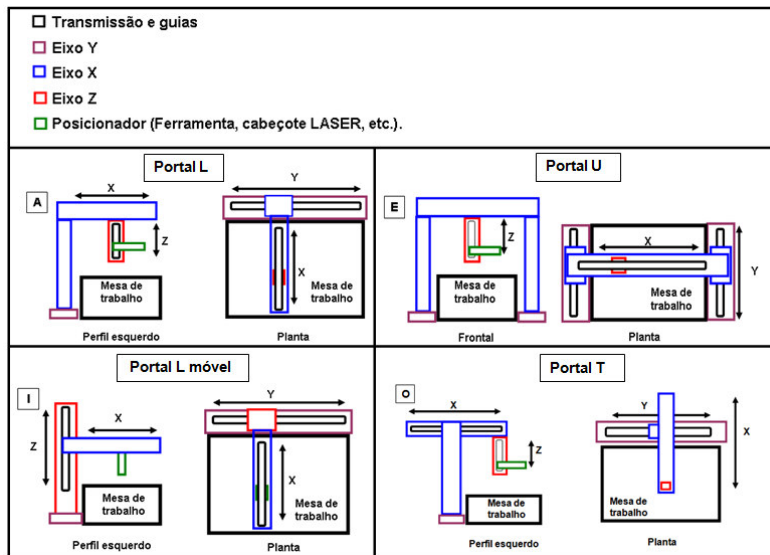 Transmissão e guias
Eixo Y
Eixo X
Eixo Z
Posicionador (Ferramenta, cabeçote LASER, etc.).
Portal L
A
X
Z
Mesa de
trabalho
Perfil esquerdo
Y
X
Mesa de
trabalho
Planta
Portal U
E
Z
Mesa de
trabalho
Frontal
X
Y
Mesa de
trabalho
Planta
Portal L móvel
I
X
Z
Mesa de
trabalho
Perfil esquerdo
Y
X
Mesa de
trabalho
Planta
Portal T
O
X
Z
Mesa de
trabalho
Perfil esquerdo
Y
X
Mesa de
trabalho
Planta